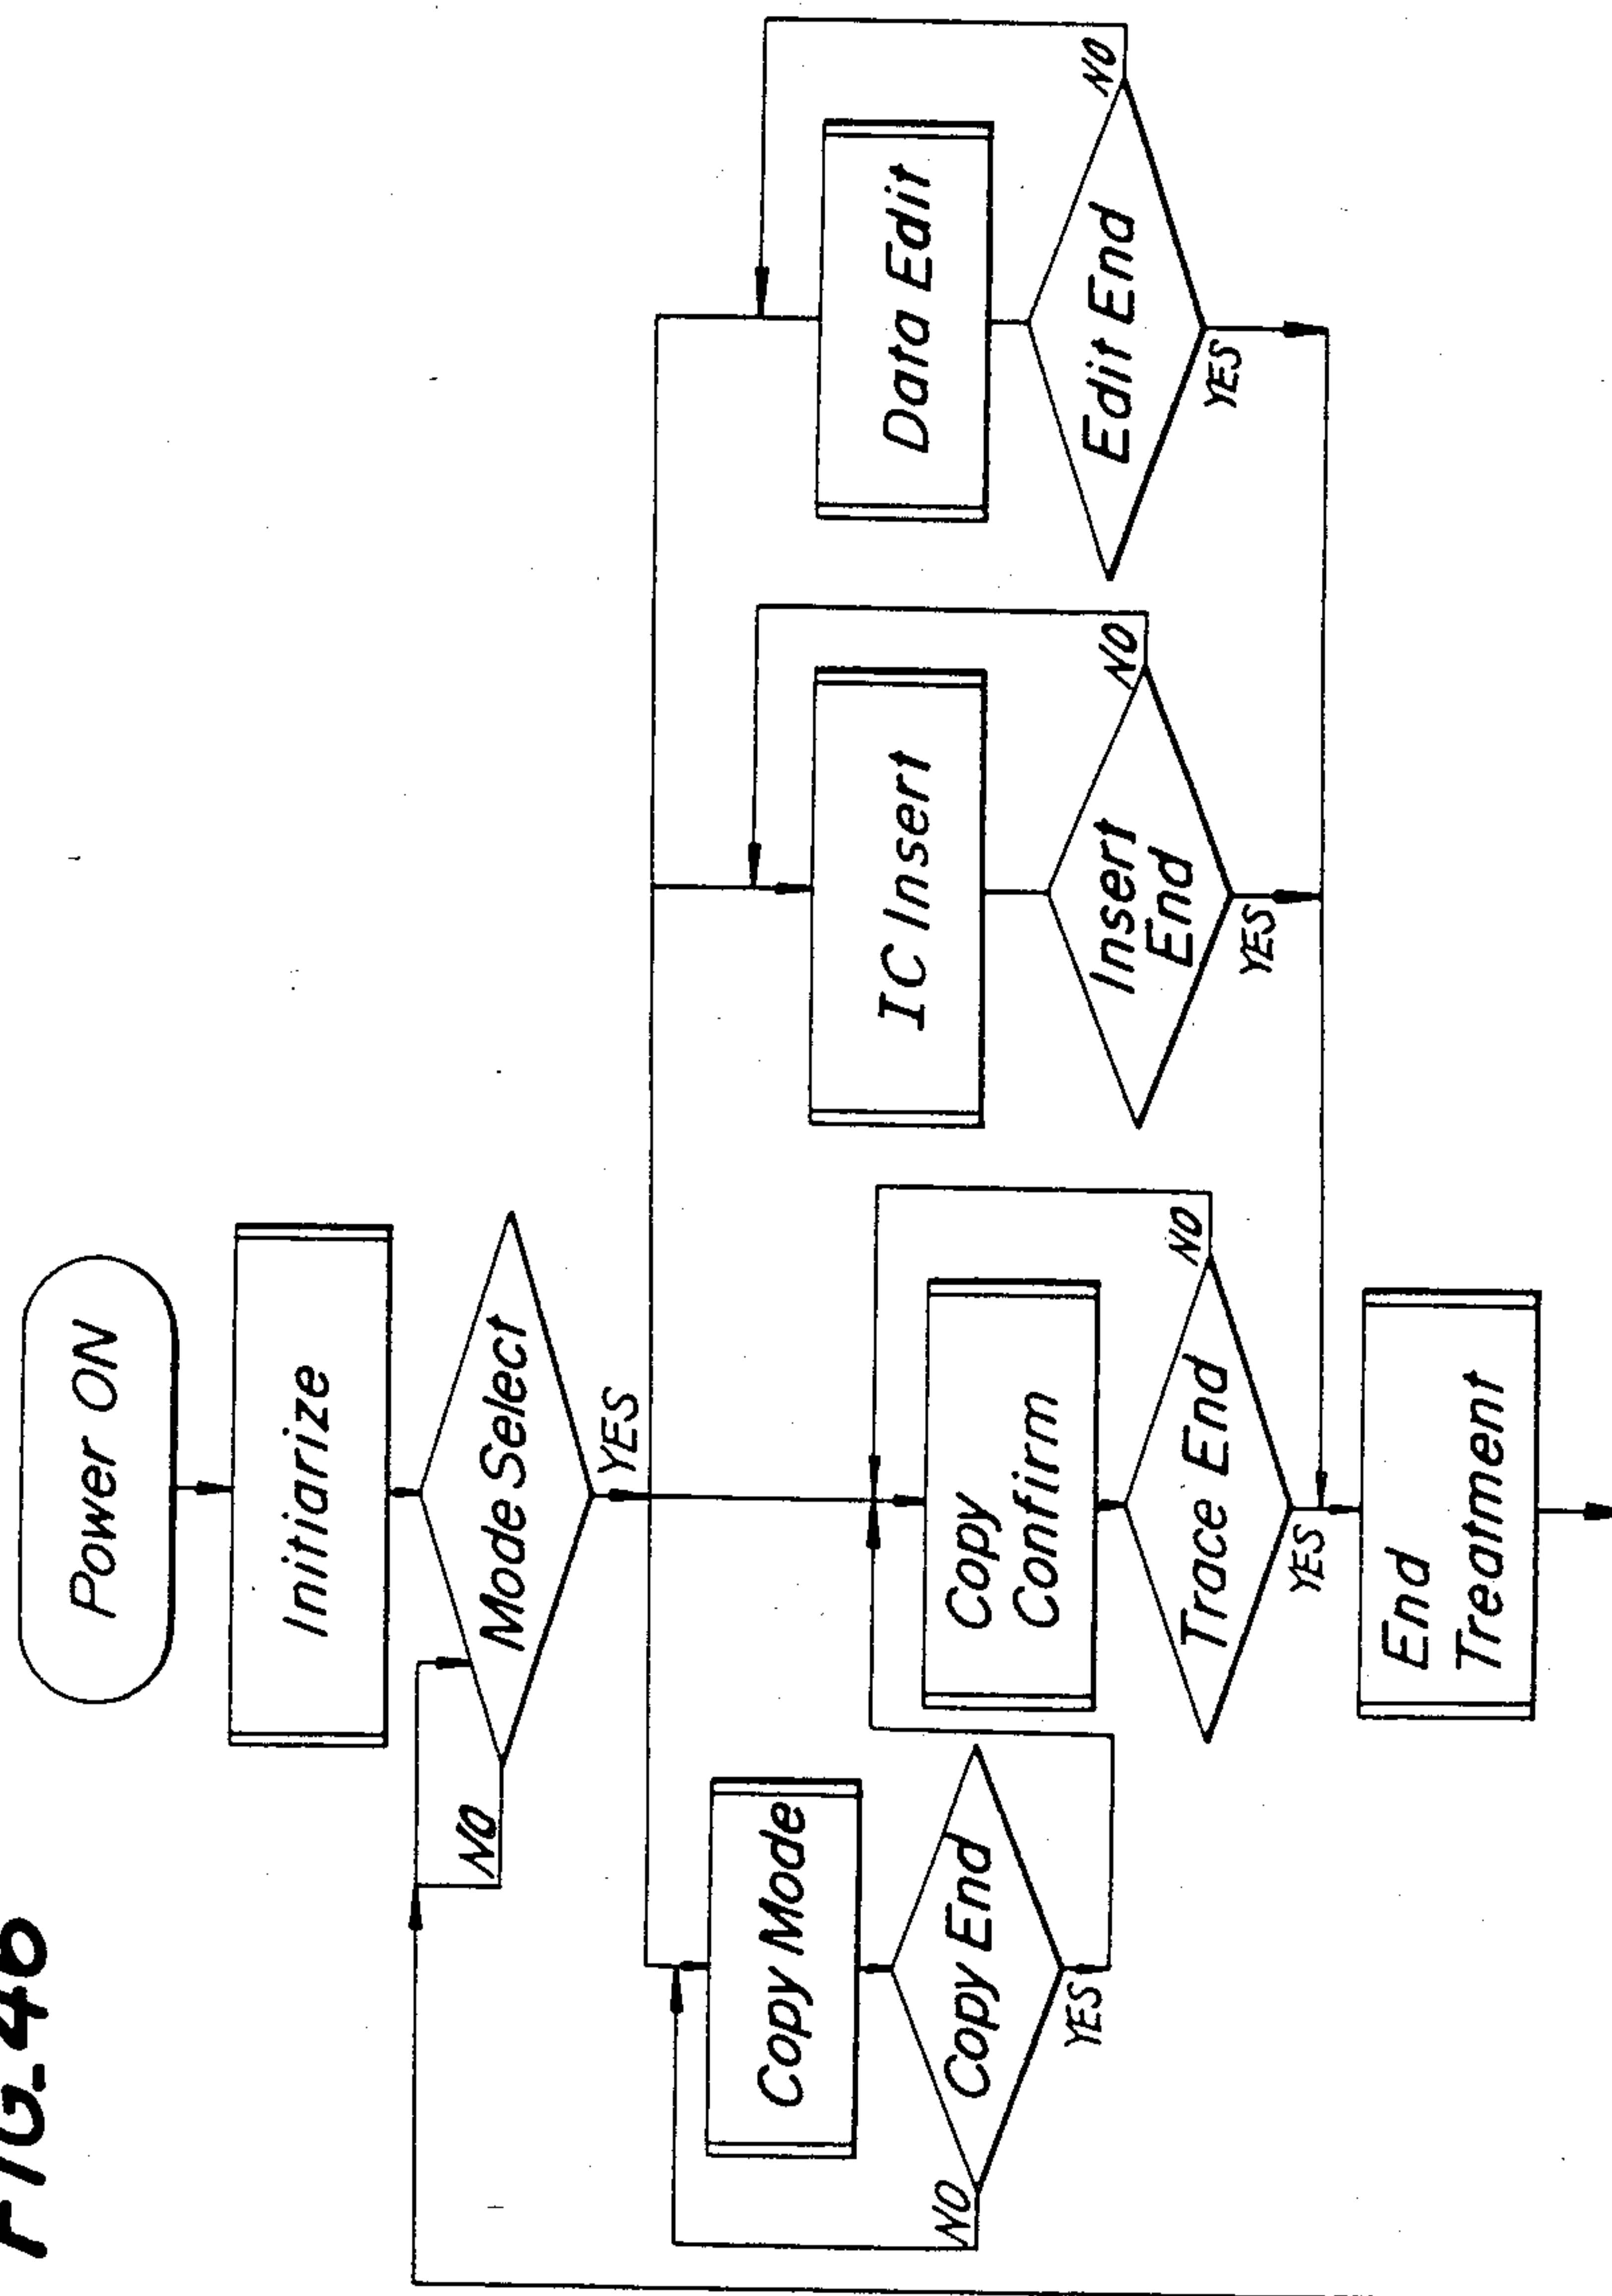 FIG-46
Power ON
Initiarize
Mode Select
NO
YES
Copy Mode
Copy End
NO
YES
Copy
Confirm
Trace End
NO
YES
IC Insert
Insert
End
NO
YES
Data Edit
Edit End
NO
YES
End
Treatment